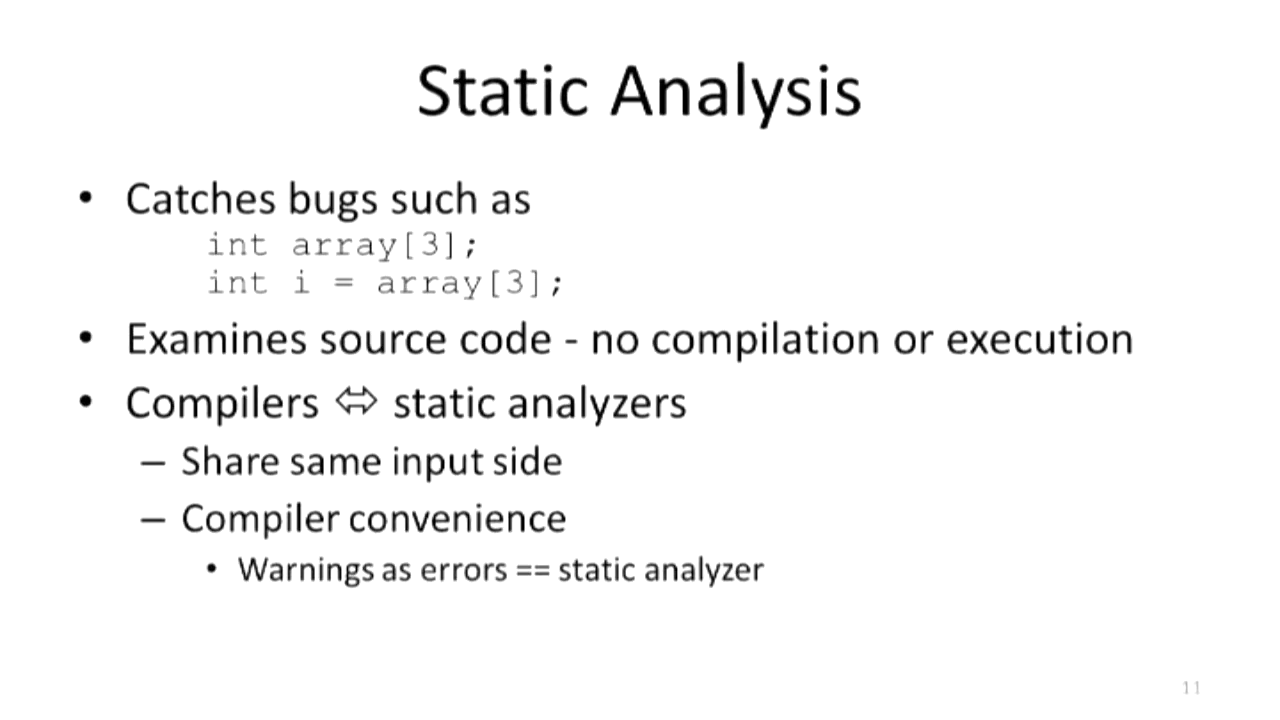 Static Analysis
• Catches bugs such as
int array[3];
int i = array[3];
• Examines source code - no compilation or execution
• Compilers ⬄ static analyzers
– Share same input side
– Compiler convenience
• Warnings as errors == static analyzer
11